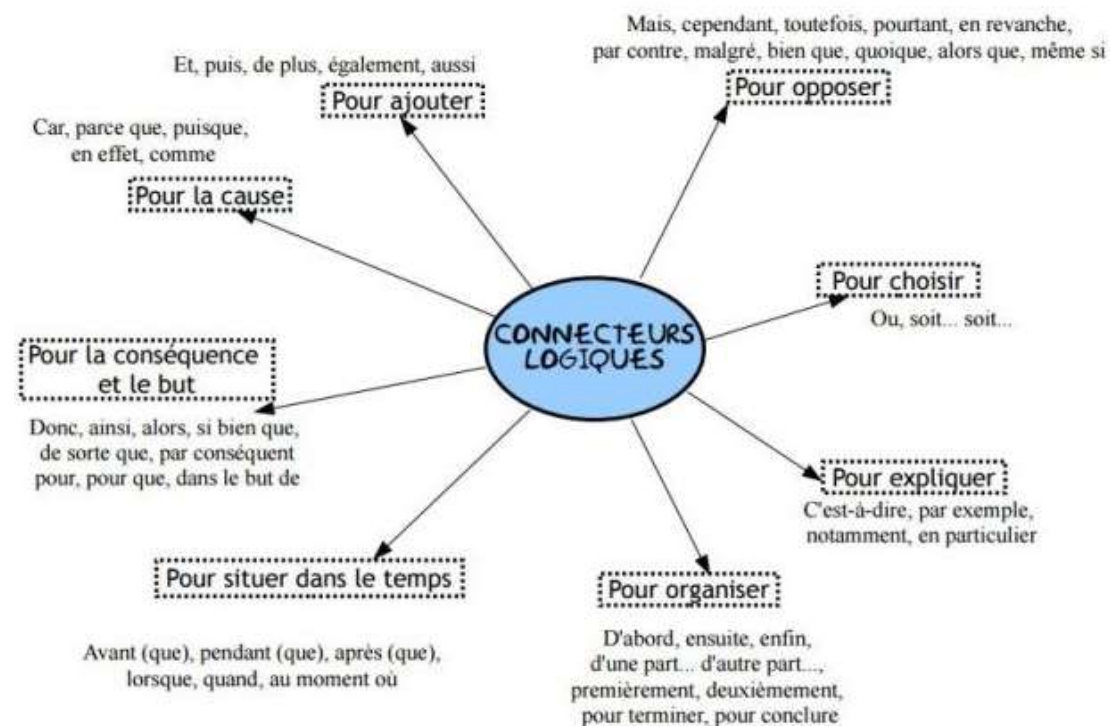 Mais, cependant, toutefois, pourtant, en revanche,
par contre, malgré, bien que, quoique, alors que, même si
Pour opposer
Et, puis, de plus, également, aussi
Pour ajouter
Car, parce que, puisque,
en effet, comme
Pour la cause
Pour choisir
Ou, soit... soit...
CONNECTEURS
LOGIQUES
Pour la conséquence
et le but
Donc, ainsi, alors, si bien que,
de sorte que, par conséquent
pour, pour que, dans le but de
Pour expliquer
C'est-à-dire, par exemple,
notamment, en particulier
Pour situer dans le temps
Avant (que), pendant (que), après (que),
lorsque, quand, au moment où
Pour organiser
D'abord, ensuite, enfin,
d'une part... d'autre part...,
premièrement, deuxièmement,
pour terminer, pour conclure